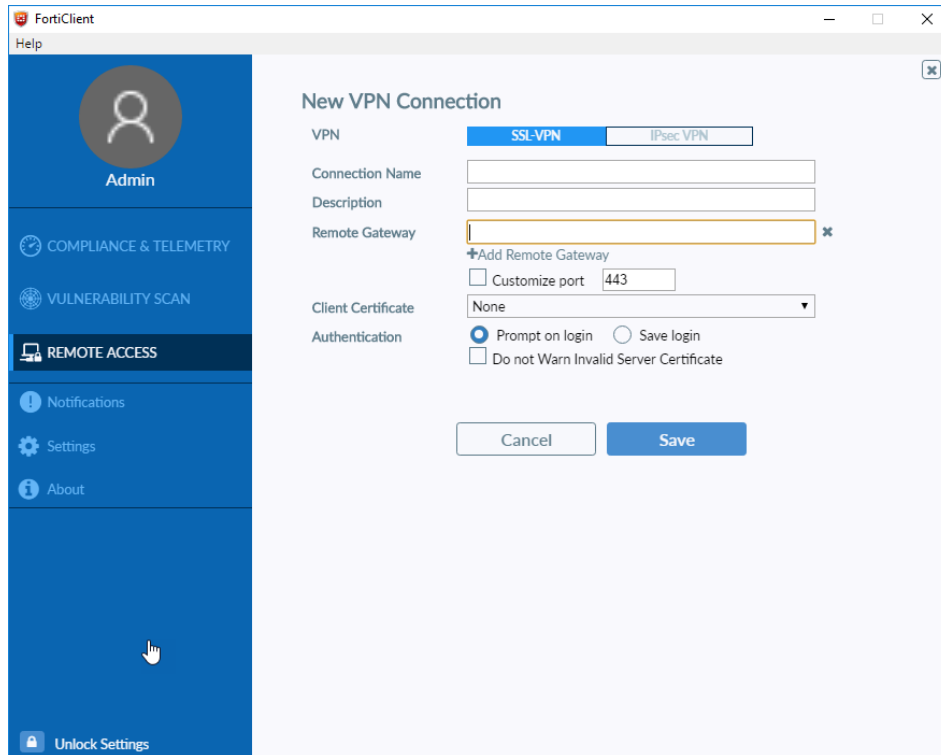 FortiClient
Help
Admin
COMPLIANCE & TELEMETRY
VULNERABILITY SCAN
REMOTE ACCESS
Notifications
Settings
About
Unlock Settings
New VPN Connection
VPN SSL-VPN IPsec VPN
Connection Name
Description
Remote Gateway
+Add Remote Gateway
Customize port 443
Client Certificate None
Authentication Prompt on login Save login
Do not Warn Invalid Server Certificate
Cancel Save